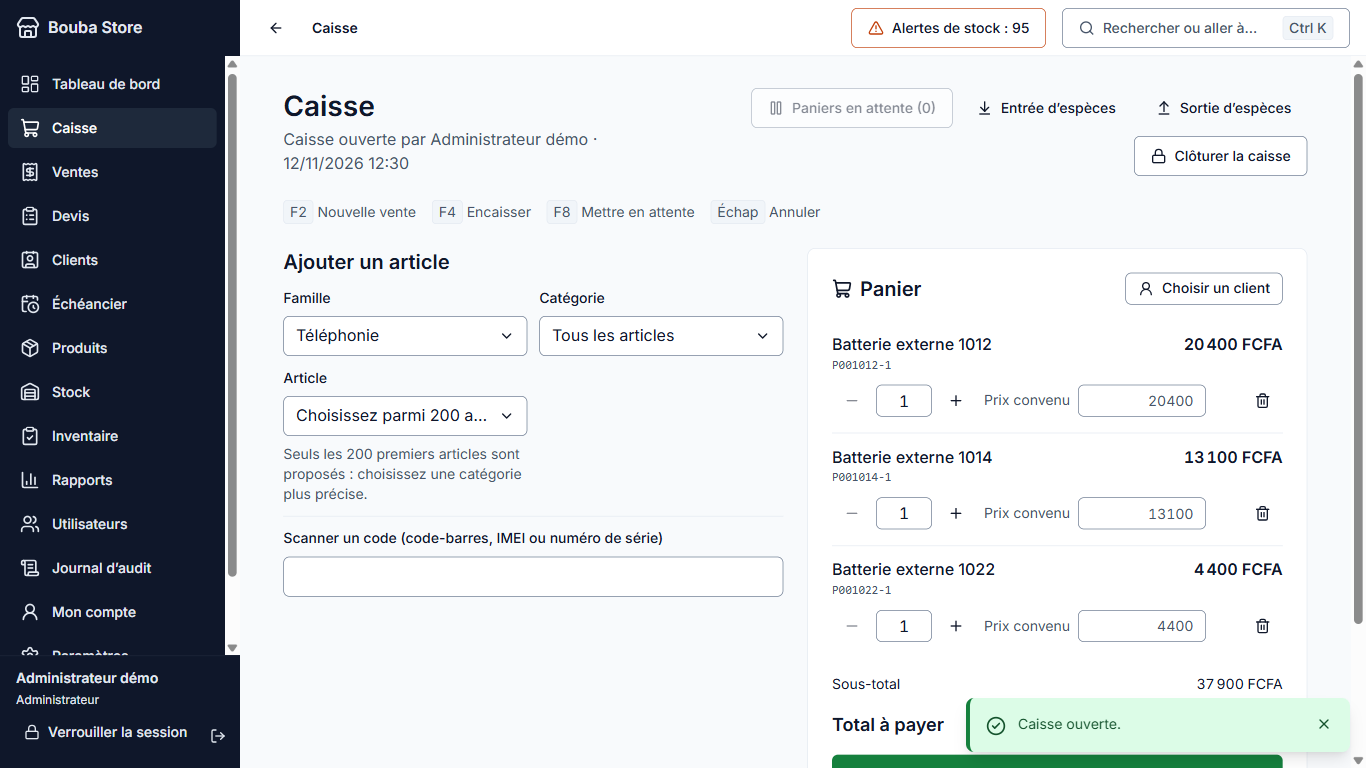 Bouba Store
Tableau de bord
Caisse
Ventes
Devis
Clients
Échéancier
Produits
Stock
Inventaire
Rapports
Utilisateurs
Journal d’audit
Mon compte
Paramètres
Administrateur démo
Administrateur
Verrouiller la session
Caisse
Alertes de stock : 95
Rechercher ou aller à...
Ctrl K
Caisse
Caisse ouverte par Administrateur démo ·
12/11/2026 12:30
Paniers en attente (0)
Entrée d’espèces
Sortie d’espèces
Clôturer la caisse
F2 Nouvelle vente F4 Encaisser F8 Mettre en attente Échap Annuler
Ajouter un article
Famille
Téléphonie
Catégorie
Tous les articles
Article
Choisissez parmi 200 a...
Seuls les 200 premiers articles sont
proposés : choisissez une catégorie
plus précise.
Scanner un code (code-barres, IMEI ou numéro de série)
Panier
Choisir un client
Batterie externe 1012 20 400 FCFA
P001012-1
1 Prix convenu 20400
Batterie externe 1014 13 100 FCFA
P001014-1
1 Prix convenu 13100
Batterie externe 1022 4 400 FCFA
P001022-1
1 Prix convenu 4400
Sous-total 37 900 FCFA
Total à payer
Caisse ouverte.